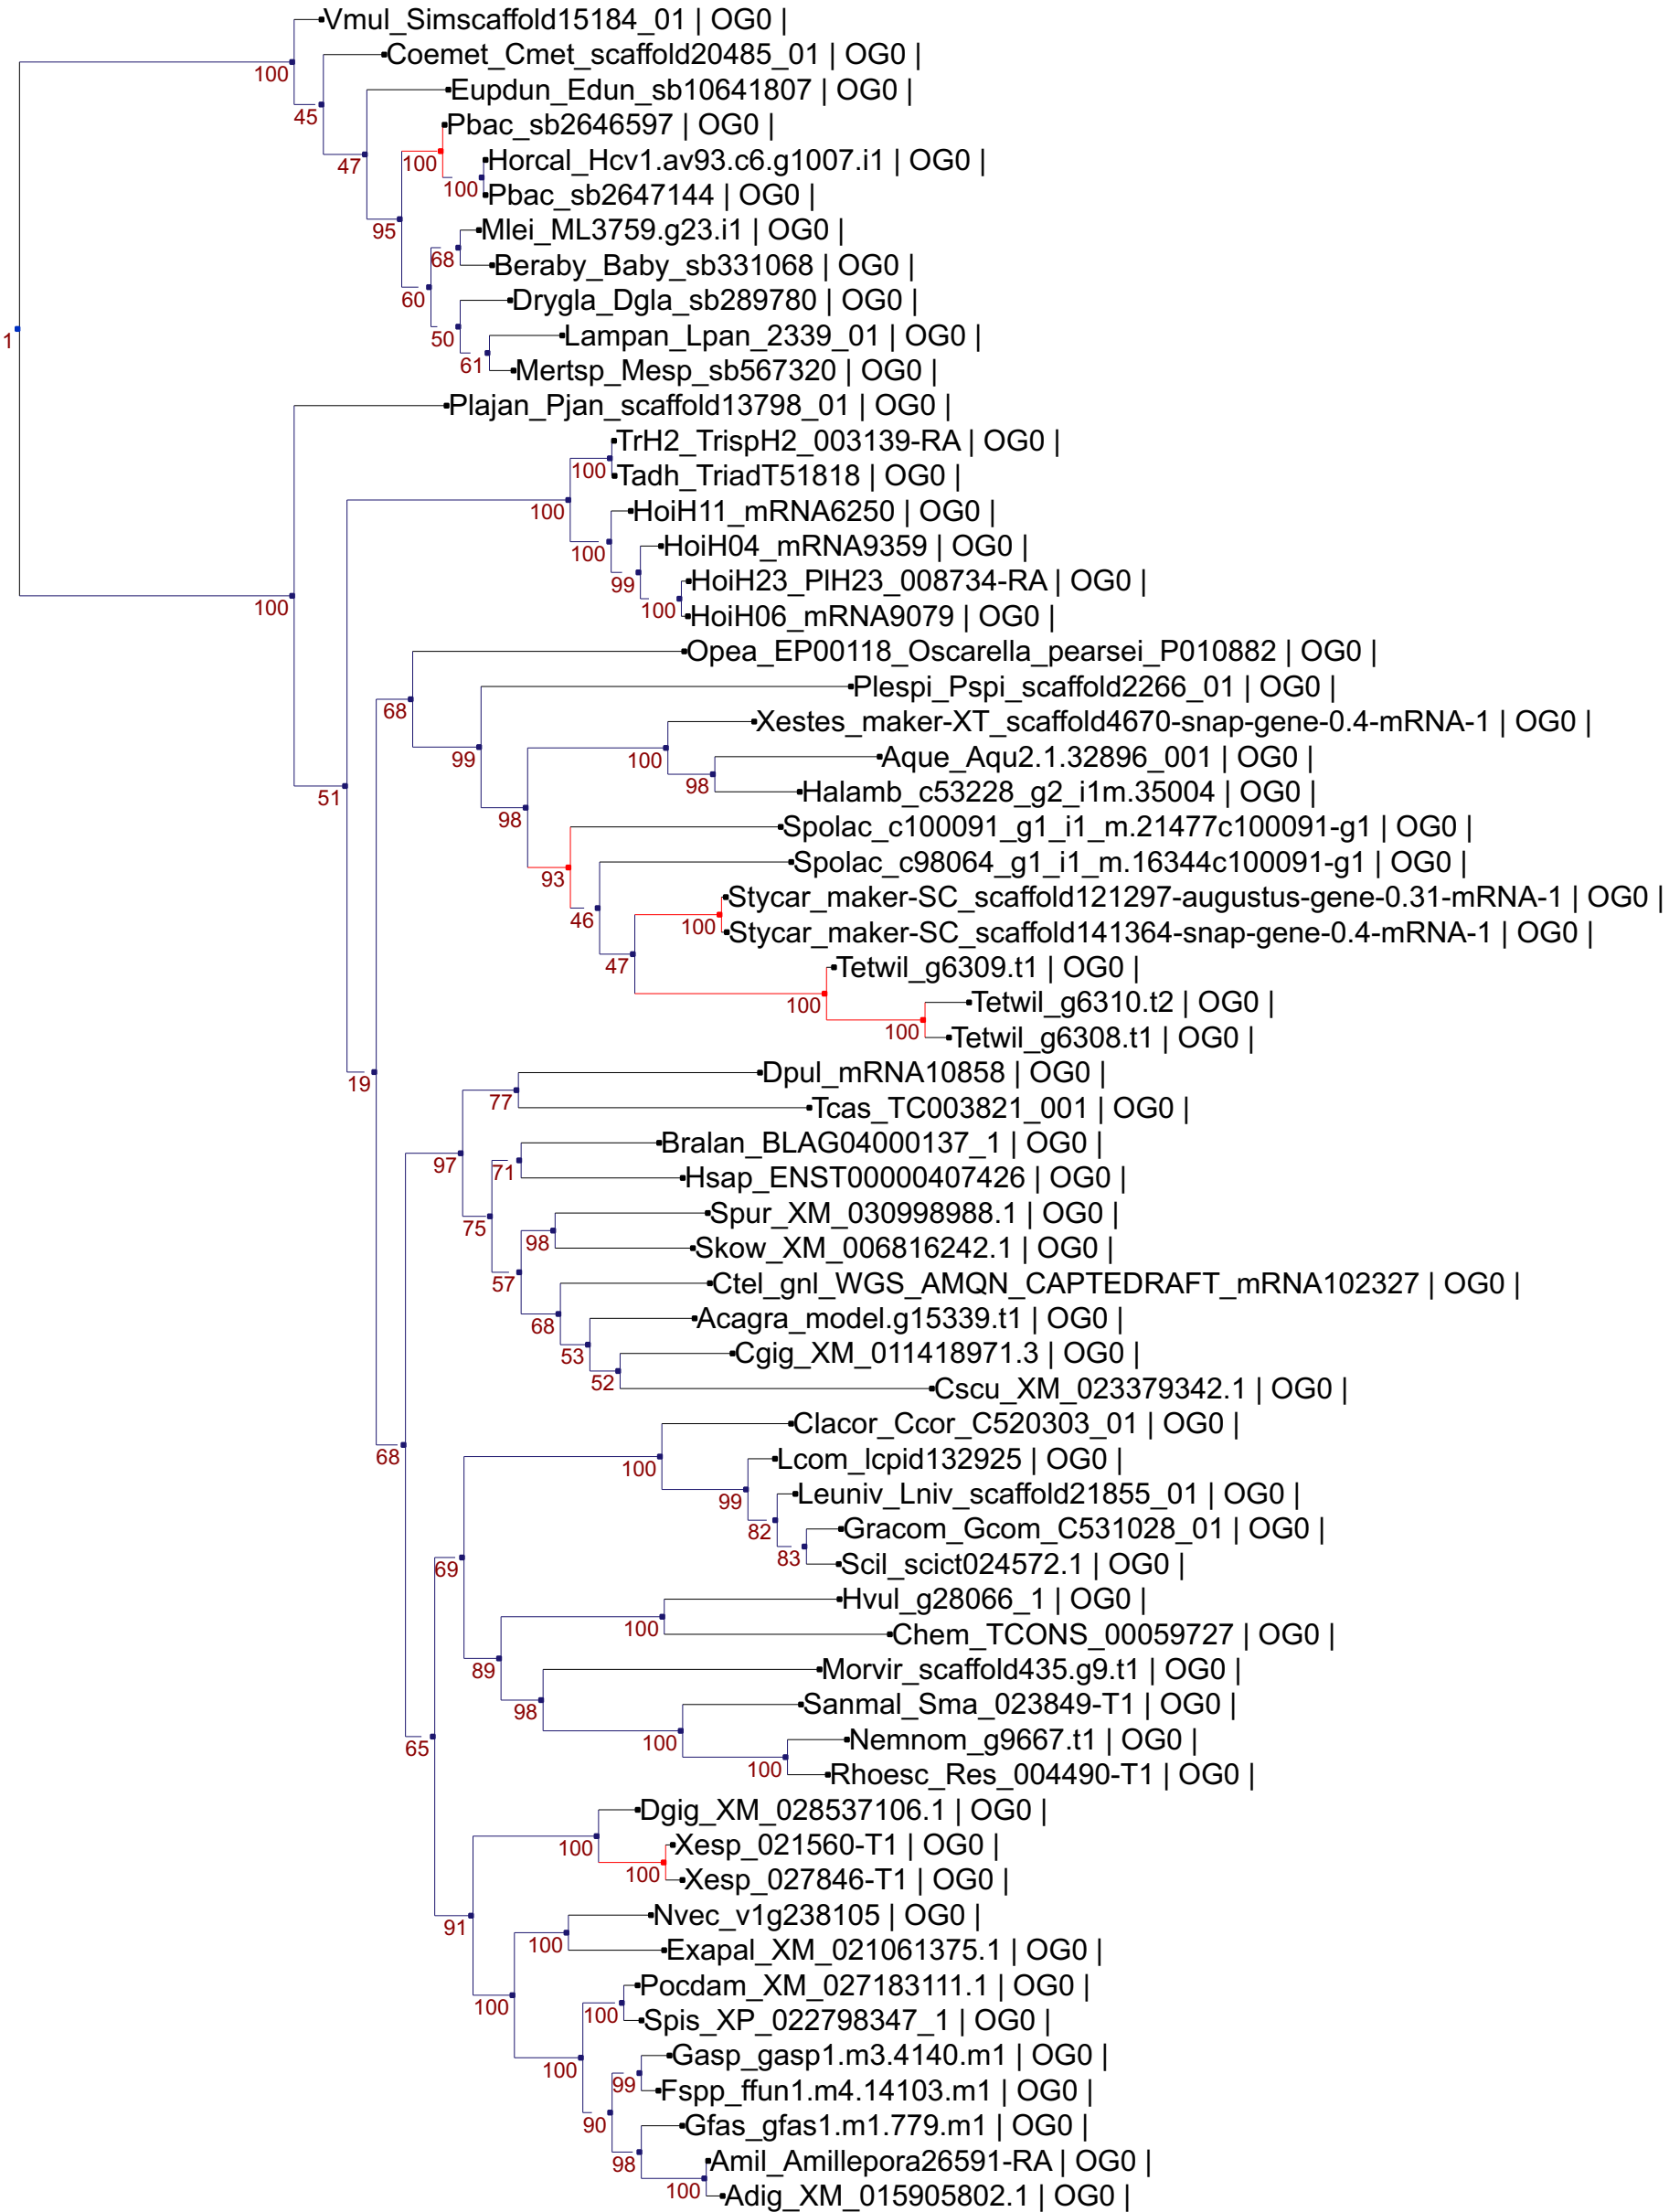 Vmul_Simscaffold15184_01 | OG0 |
Coemet_Cmet_scaffold20485_01 | OG0 |
100
Eupdun_Edun_sb10641807 | OG0 |
45
Pbac_sb2646597 | OG0 |
47
100
Horcal_Hcv1.av93.c6.g1007.i1 | OG0 |
100
Pbac_sb2647144 | OG0 |
95
Mlei_ML3759.g23.i1 | OG0 |
68
Beraby_Baby_sb331068 | OG0 |
60
Drygla_Dgla_sb289780 | OG0 |
1
50
Lampan_Lpan_2339_01 | OG0 |
61
Mertsp_Mesp_sb567320 | OG0 |
Plajan_Pjan_scaffold13798_01 | OG0 |
TrH2_TrispH2_003139-RA | OG0 |
100
Tadh_TriadT51818 | OG0 |
100
HoiH11_mRNA6250 | OG0 |
100
HoiH04_mRNA9359 | OG0 |
99
HoiH23_PlH23_008734-RA | OG0 |
100
100
HoiH06_mRNA9079 | OG0 |
Opea_EP00118_Oscarella_pearsei_P010882 | OG0 |
Plespi_Pspi_scaffold2266_01 | OG0 |
68
Xestes_maker-XT_scaffold4670-snap-gene-0.4-mRNA-1 | OG0 |
99
100
Aque_Aqu2.1.32896_001 | OG0 |
98
Halamb_c53228_g2_i1m.35004 | OG0 |
51
98
Spolac_c100091_g1_i1_m.21477c100091-g1 | OG0 |
Spolac_c98064_g1_i1_m.16344c100091-g1 | OG0 |
93
Stycar_maker-SC_scaffold121297-augustus-gene-0.31-mRNA-1 | OG0 |
46
100
Stycar_maker-SC_scaffold141364-snap-gene-0.4-mRNA-1 | OG0 |
47
Tetwil_g6309.t1 | OG0 |
100
Tetwil_g6310.t2 | OG0 |
100
Tetwil_g6308.t1 | OG0 |
19
Dpul_mRNA10858 | OG0 |
77
Tcas_TC003821_001 | OG0 |
Bralan_BLAG04000137_1 | OG0 |
97
71
Hsap_ENST00000407426 | OG0 |
75
Spur_XM_030998988.1 | OG0 |
98
Skow_XM_006816242.1 | OG0 |
57
Ctel_gnl_WGS_AMQN_CAPTEDRAFT_mRNA102327 | OG0 |
68
Acagra_model.g15339.t1 | OG0 |
53
Cgig_XM_011418971.3 | OG0 |
52
Cscu_XM_023379342.1 | OG0 |
Clacor_Ccor_C520303_01 | OG0 |
68
100
Lcom_lcpid132925 | OG0 |
99
Leuniv_Lniv_scaffold21855_01 | OG0 |
82
Gracom_Gcom_C531028_01 | OG0 |
83
Scil_scict024572.1 | OG0 |
69
Hvul_g28066_1 | OG0 |
100
Chem_TCONS_00059727 | OG0 |
89
Morvir_scaffold435.g9.t1 | OG0 |
98
Sanmal_Sma_023849-T1 | OG0 |
65
100
Nemnom_g9667.t1 | OG0 |
100
Rhoesc_Res_004490-T1 | OG0 |
Dgig_XM_028537106.1 | OG0 |
100
Xesp_021560-T1 | OG0 |
100
Xesp_027846-T1 | OG0 |
Nvec_v1g238105 | OG0 |
91
100
Exapal_XM_021061375.1 | OG0 |
Pocdam_XM_027183111.1 | OG0 |
100
100
Spis_XP_022798347_1 | OG0 |
Gasp_gasp1.m3.4140.m1 | OG0 |
100
99
Fspp_ffun1.m4.14103.m1 | OG0 |
90
Gfas_gfas1.m1.779.m1 | OG0 |
98
Amil_Amillepora26591-RA | OG0 |
100
Adig_XM_015905802.1 | OG0 |